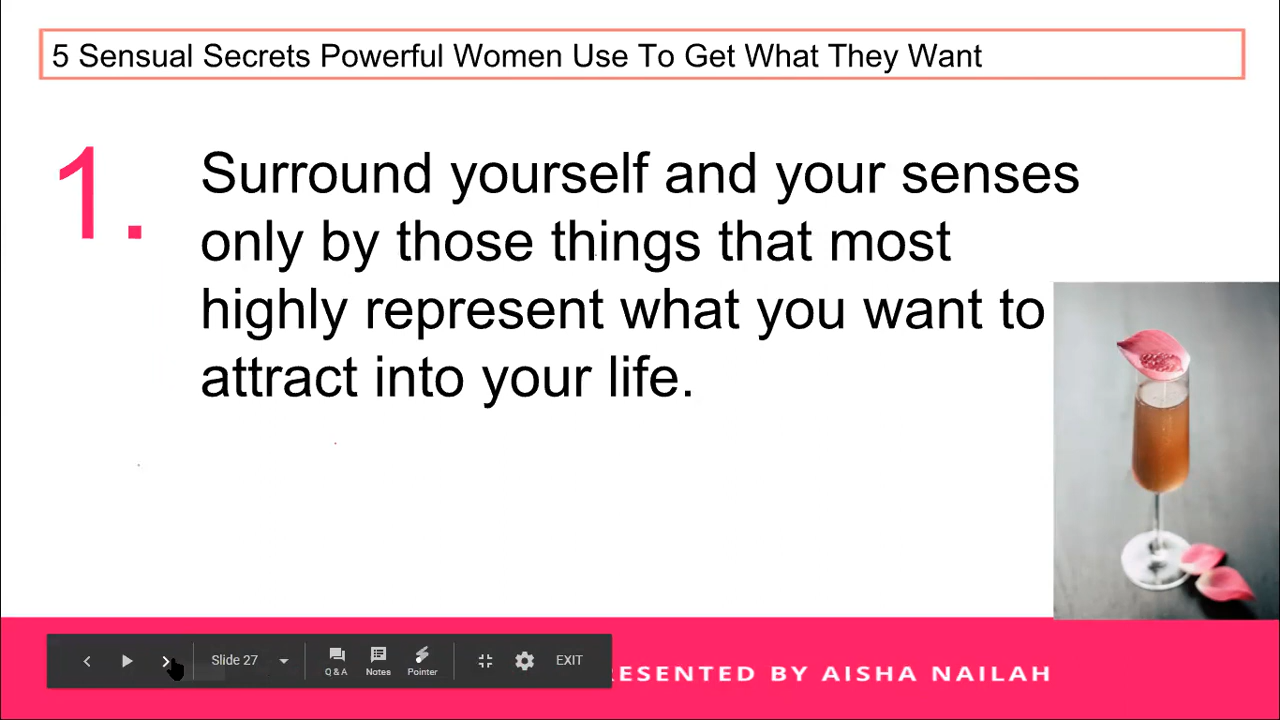 5 Sensual Secrets Powerful Women Use To Get What They Want
1.
Surround yourself and your senses
only by those things that most
highly represent what you want to
attract into your life.
Slide 27
Q & A
Notes
Pointer
EXIT
RESENTED BY AISHA NAILAH